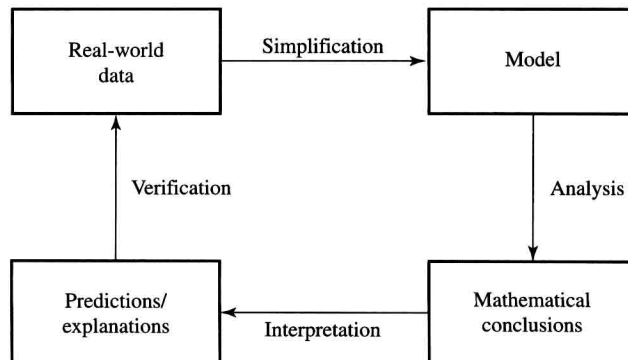 Real-world
data
Simplification
Model
Verification
Analysis
Predictions/
explanations
Interpretation
Mathematical
conclusions